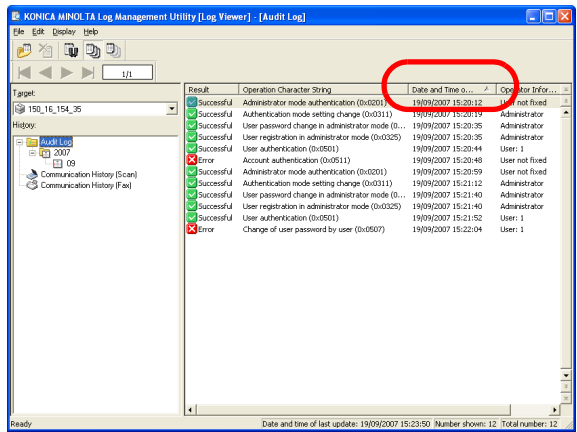 KONICA MINOLTA Log Management Utility [Log Viewer] - [Audit Log]
File Edit Display Help
1/1
Target:
150_16_154_35
History:
Audit Log
2007
09
Communication History (Scan)
Communication History (Fax)
Result Operation Character String Date and Time o... Operator Infor...
Successful Administrator mode authentication (0x0201) 19/09/2007 15:20:12 User not fixed
Successful Authentication mode setting change (0x0311) 19/09/2007 15:20:19 Administrator
Successful User password change in administrator mode (0... 19/09/2007 15:20:35 Administrator
Successful User registration in administrator mode (0x0325) 19/09/2007 15:20:35 Administrator
Successful User authentication (0x0501) 19/09/2007 15:20:44 User: 1
Error Account authentication (0x0511) 19/09/2007 15:20:48 User not fixed
Successful Administrator mode authentication (0x0201) 19/09/2007 15:20:59 User not fixed
Successful Authentication mode setting change (0x0311) 19/09/2007 15:21:12 Administrator
Successful User password change in administrator mode (0... 19/09/2007 15:21:40 Administrator
Successful User registration in administrator mode (0x0325) 19/09/2007 15:21:40 Administrator
Successful User authentication (0x0501) 19/09/2007 15:21:52 User: 1
Error Change of user password by user (0x0507) 19/09/2007 15:22:04 User: 1
Ready Date and time of last update: 19/09/2007 15:23:50 Number shown: 12 Total number: 12